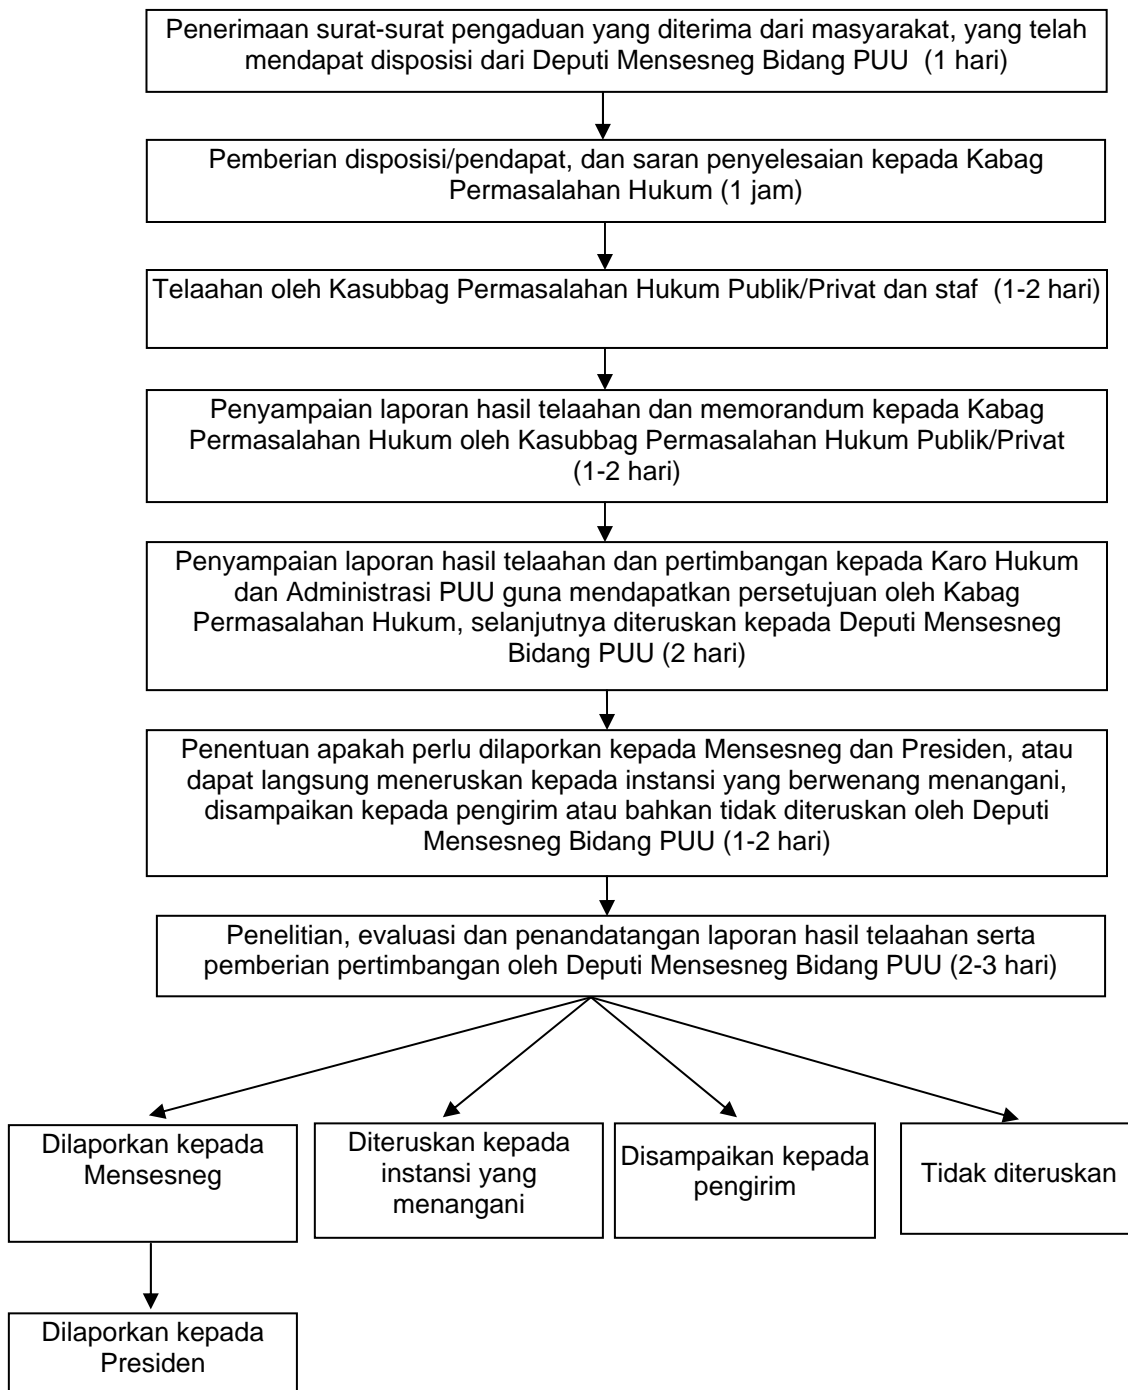 Penerimaan surat-surat pengaduan yang diterima dari masyarakat, yang telah
mendapat disposisi dari Deputi Mensesneg Bidang PUU (1 hari)
Pemberian disposisi/pendapat, dan saran penyelesaian kepada Kabag
Permasalahan Hukum (1 jam)
Telaahan oleh Kasubbag Permasalahan Hukum Publik/Privat dan staf (1-2 hari)
Penyampaian laporan hasil telaahan dan memorandum kepada Kabag
Permasalahan Hukum oleh Kasubbag Permasalahan Hukum Publik/Privat
(1-2 hari)
Penyampaian laporan hasil telaahan dan pertimbangan kepada Karo Hukum
dan Administrasi PUU guna mendapatkan persetujuan oleh Kabag
Permasalahan Hukum, selanjutnya diteruskan kepada Deputi Mensesneg
Bidang PUU (2 hari)
Penentuan apakah perlu dilaporkan kepada Mensesneg dan Presiden, atau
dapat langsung meneruskan kepada instansi yang berwenang menangani,
disampaikan kepada pengirim atau bahkan tidak diteruskan oleh Deputi
Mensesneg Bidang PUU (1-2 hari)
Penelitian, evaluasi dan penandatangan laporan hasil telaahan serta
pemberian pertimbangan oleh Deputi Mensesneg Bidang PUU (2-3 hari)
Dilaporkan kepada
Mensesneg
Diteruskan kepada
instansi yang
menangani
Disampaikan kepada
pengirim
Tidak diteruskan
Dilaporkan kepada
Presiden